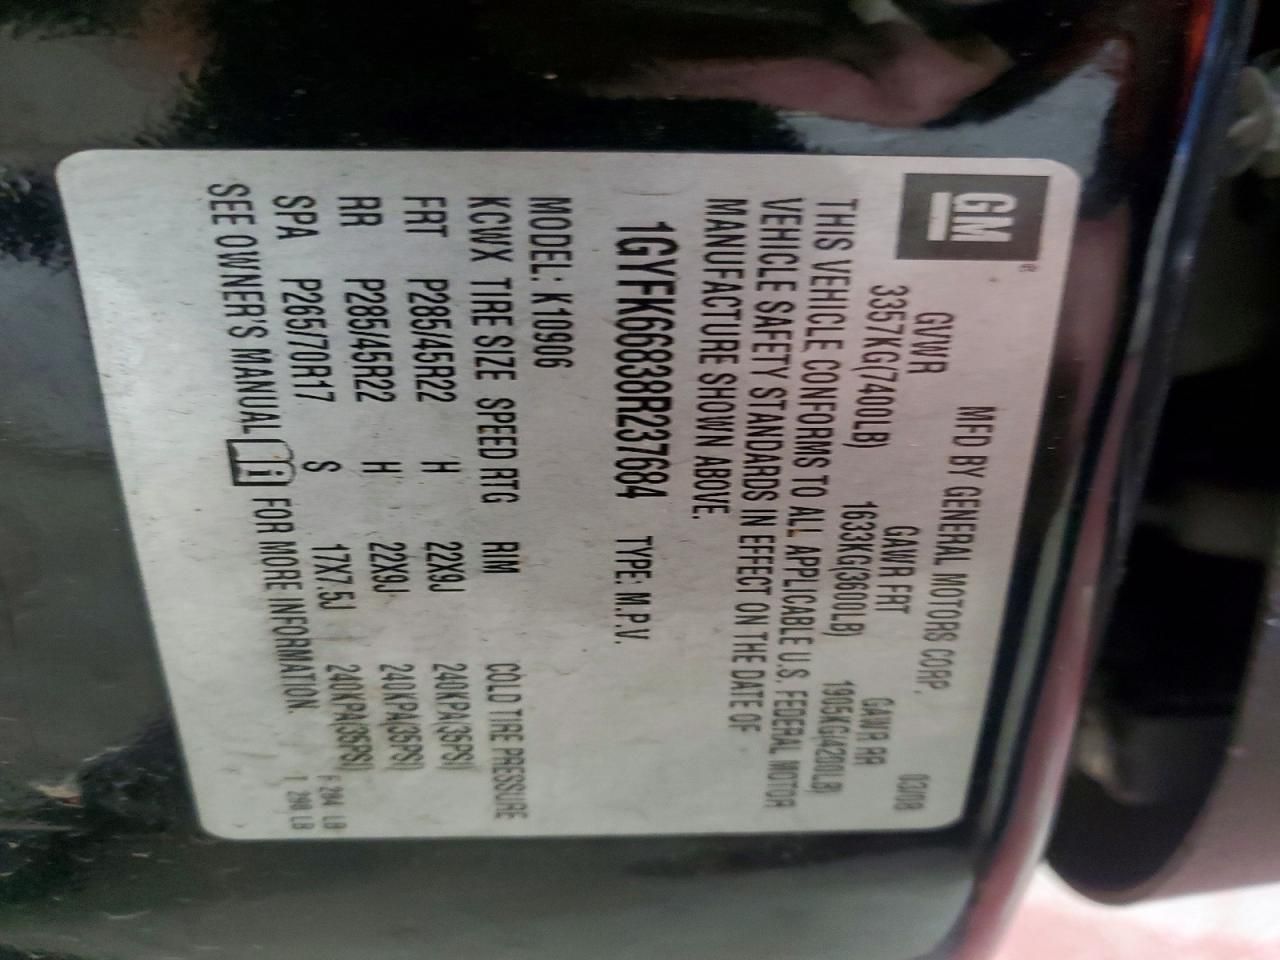 GM
MFD BY GENERAL MOTORS CORP. 03/08
GVWR GAWR FRT GAWR RR
3357KG(7400LB) 1633KG(3600LB) 1905KG(4200LB)
THIS VEHICLE CONFORMS TO ALL APPLICABLE U.S. FEDERAL MOTOR
VEHICLE SAFETY STANDARDS IN EFFECT ON THE DATE OF
MANUFACTURE SHOWN ABOVE.
1GYFK66838R237684 TYPE: M.P.V.
MODEL: K10906
KCWX TIRE SIZE SPEED RTG RIM COLD TIRE PRESSURE
FRT P285/45R22 H 22X9J 240KPA(35PSI)
RR P285/45R22 H 22X9J 240KPA(35PSI)
SPA P265/70R17 S 17X7.5J 240KPA(35PSI)
SEE OWNER'S MANUAL i FOR MORE INFORMATION.
F 294 LB
T 298 LB